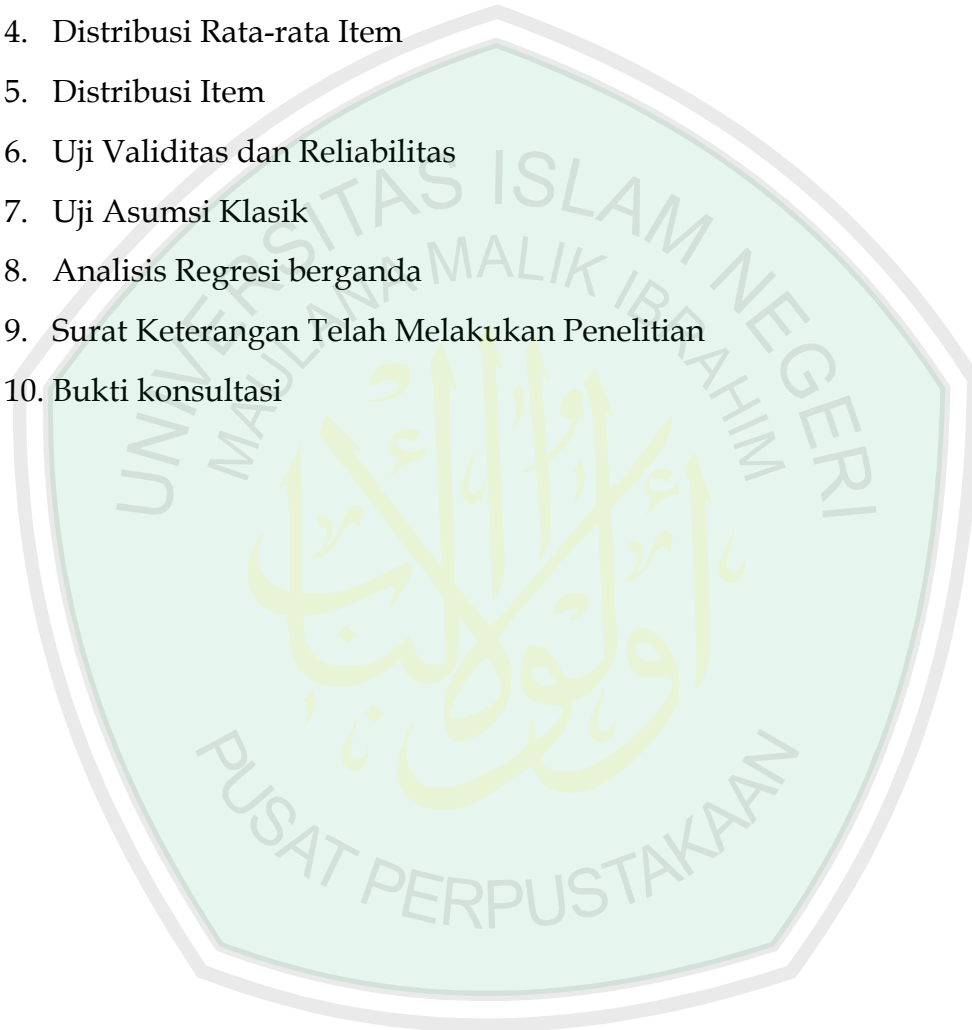 4. Distribusi Rata-rata Item
5. Distribusi Item
6. Uji Validitas dan Reliabilitas
7. Uji Asumsi Klasik
8. Analisis Regresi berganda
9. Surat Keterangan Telah Melakukan Penelitian
10. Bukti konsultasi
UNIVERSITAS ISLAM NEGERI
MAULANA MALIK IBRAHIM
PUSAT PERPUSTAKAAN